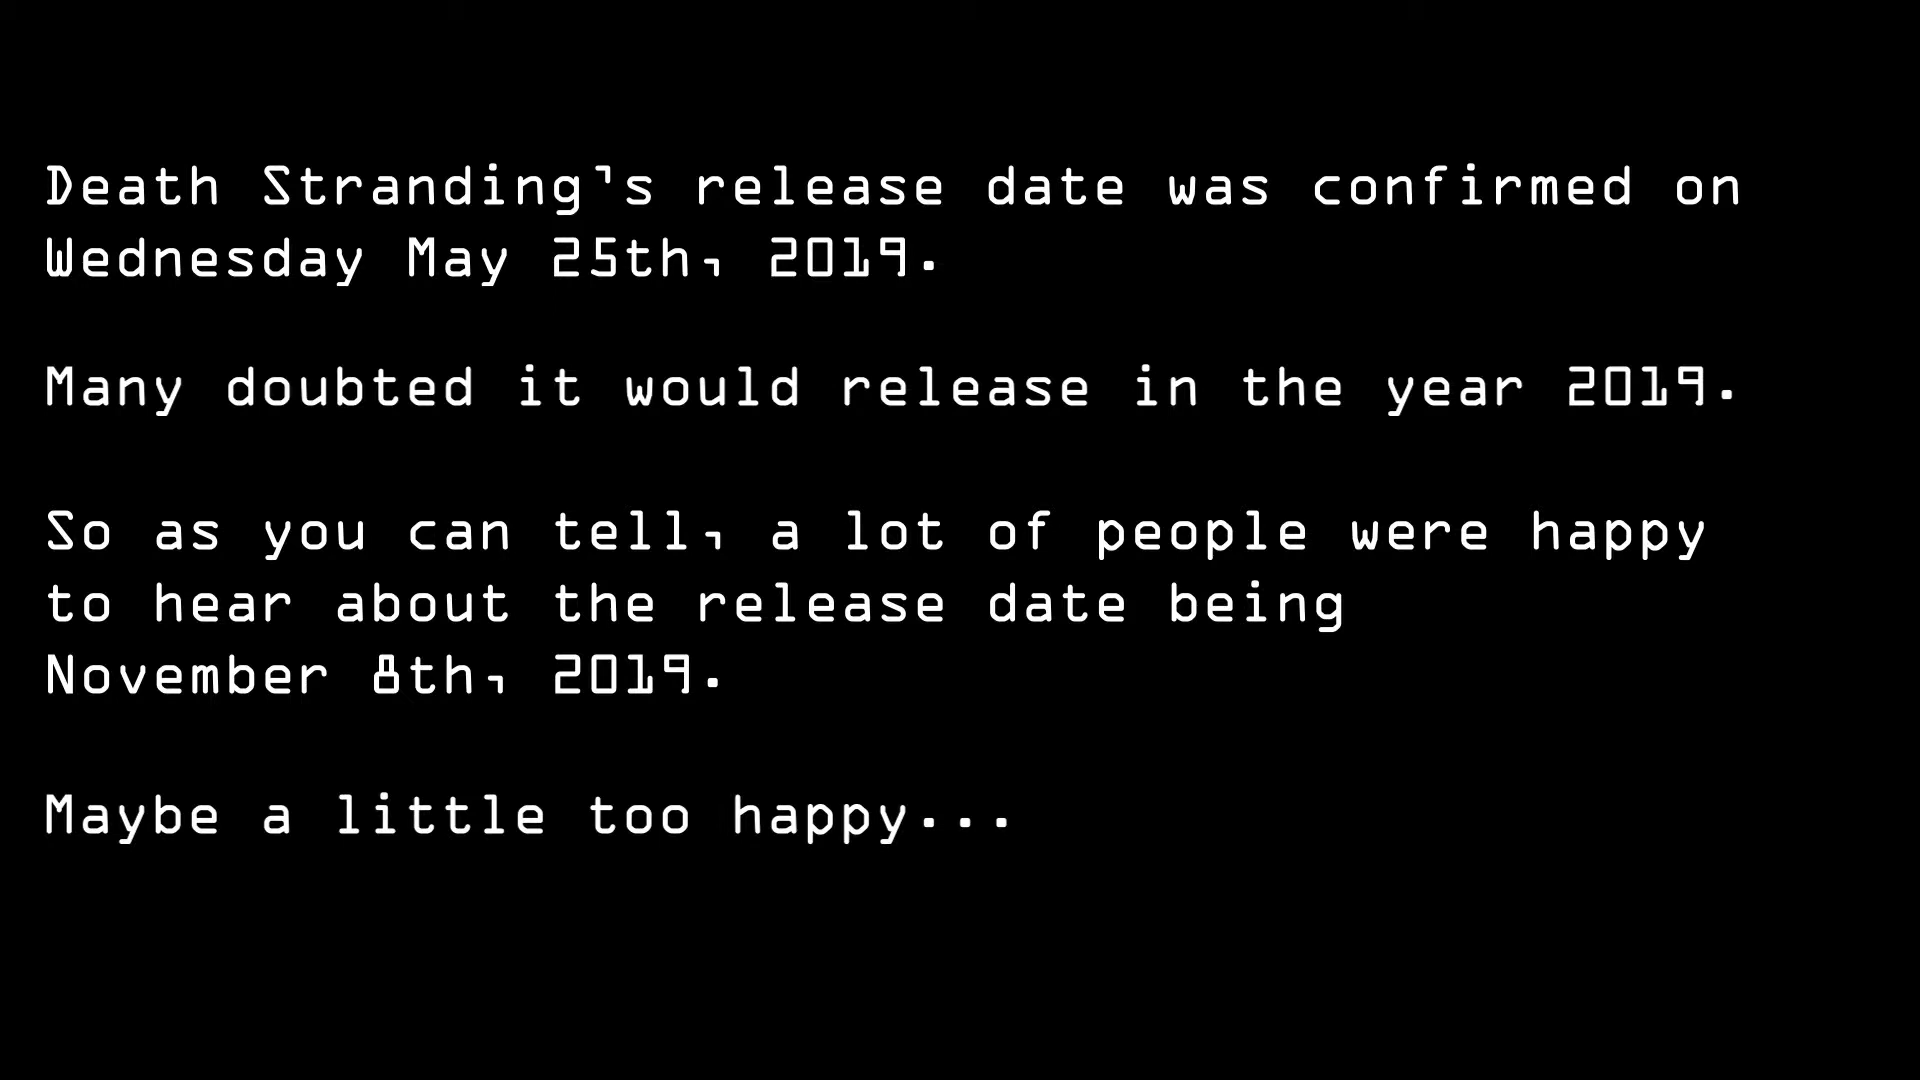 Death Stranding's release date was confirmed on
Wednesday May 25th, 2019.
Many doubted it would release in the year 2019.
So as you can tell, a lot of people were happy
to hear about the release date being
November 8th, 2019.
Maybe a little too happy...